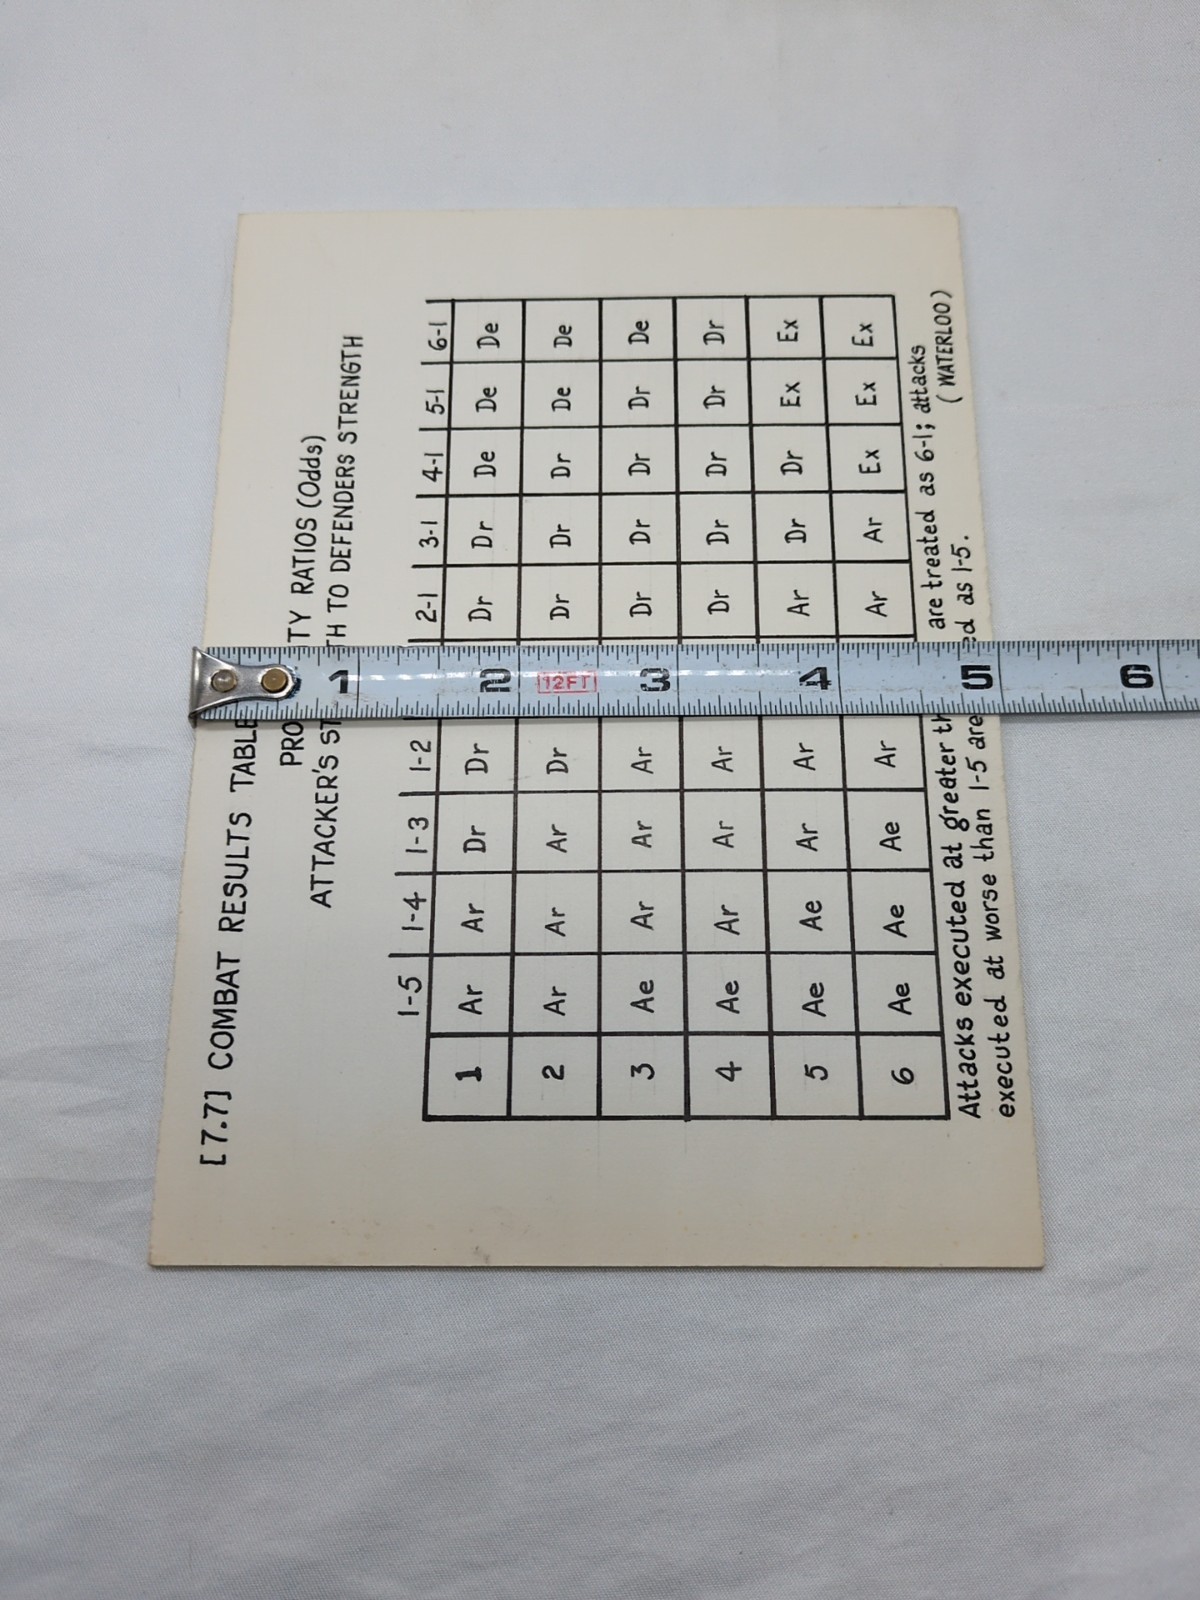 [7.7] COMBAT RESULTS TABLE
PRO TY RATIOS (Odds)
ATTACKER'S ST TH TO DEFENDERS STRENGTH
1-5 1-4 1-3 1-2 2-1 3-1 4-1 5-1 6-1
1 Ar Ar Dr Dr Dr Dr De De De
2 Ar Ar Ar Dr Dr Dr Dr De De
3 Ae Ar Ar Ar Dr Dr Dr Dr De
4 Ae Ar Ar Ar Dr Dr Dr Dr Dr
5 Ae Ae Ar Ar Ar Dr Dr Ex Ex
6 Ae Ae Ae Ar Ar Ar Ex Ex Ex
Attacks executed at greater th are treated as 6-1; attacks
executed at worse than 1-5 are ed as 1-5.
(WATERLOO)
1 2 12FT 3 4 5 6